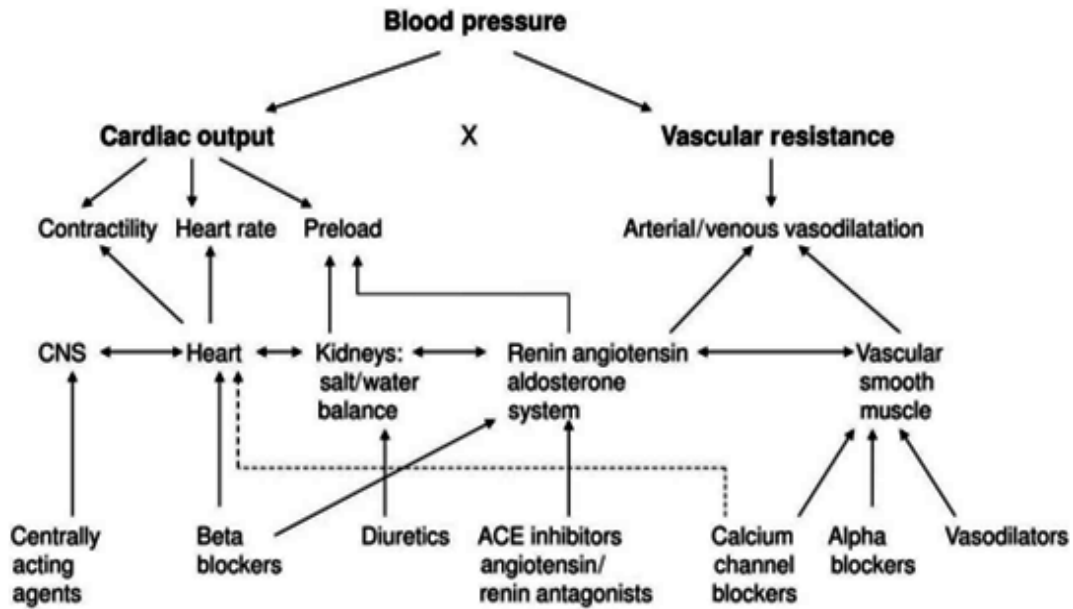 Blood pressure
Cardiac output X Vascular resistance
Contractility Heart rate Preload Arterial/venous vasodilatation
CNS Heart Kidneys: Renin angiotensin Vascular
salt/water aldosterone smooth
balance system muscle
Centrally Beta Diuretics ACE inhibitors Calcium Alpha Vasodilators
acting blockers angiotensin/ channel blockers
agents renin antagonists blockers